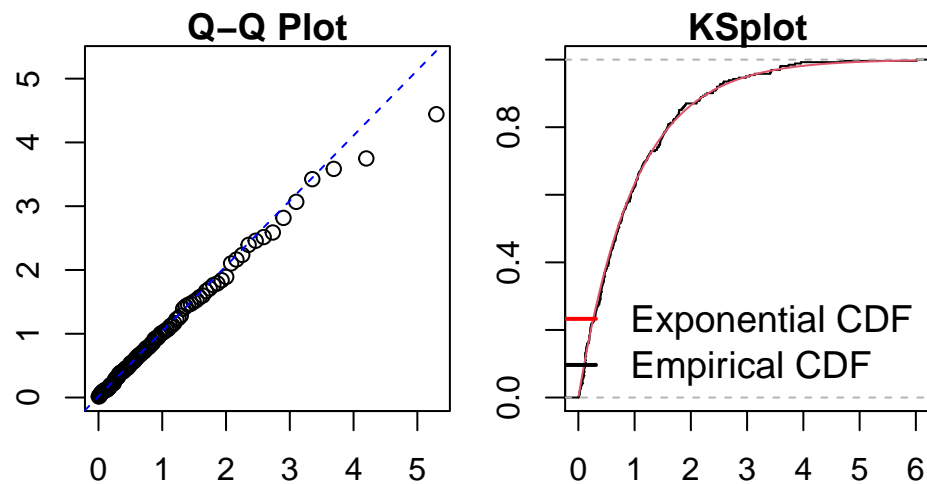 Q−Q Plot
5
4
3
2
1
0
0 1 2 3 4 5
KSplot
0.8
0.4
0.0
Exponential CDF
Empirical CDF
0 1 2 3 4 5 6